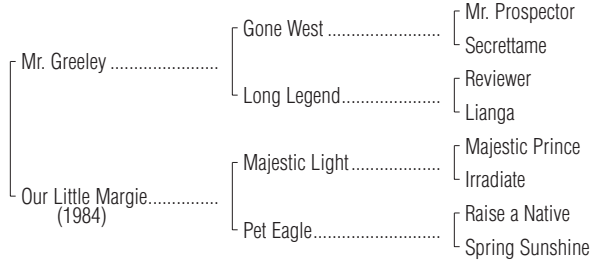 Mr. Prospector
Gone West ......................
Secrettame
Mr. Greeley .....................
Reviewer
Long Legend...................
Lianga
Majestic Prince
Majestic Light.................
Irradiate
Our Little Margie..............
(1984)
Raise a Native
Pet Eagle........................
Spring Sunshine